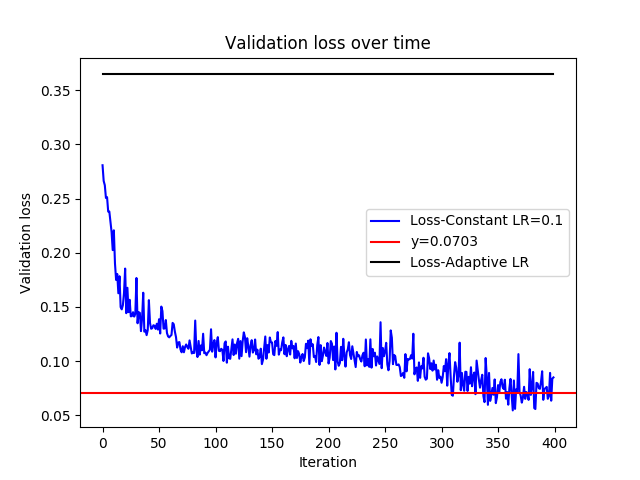 Validation loss over time
Validation loss
0.35
0.30
0.25
0.20
0.15
0.10
0.05
Loss-Constant LR=0.1
y=0.0703
Loss-Adaptive LR
0 50 100 150 200 250 300 350 400
Iteration